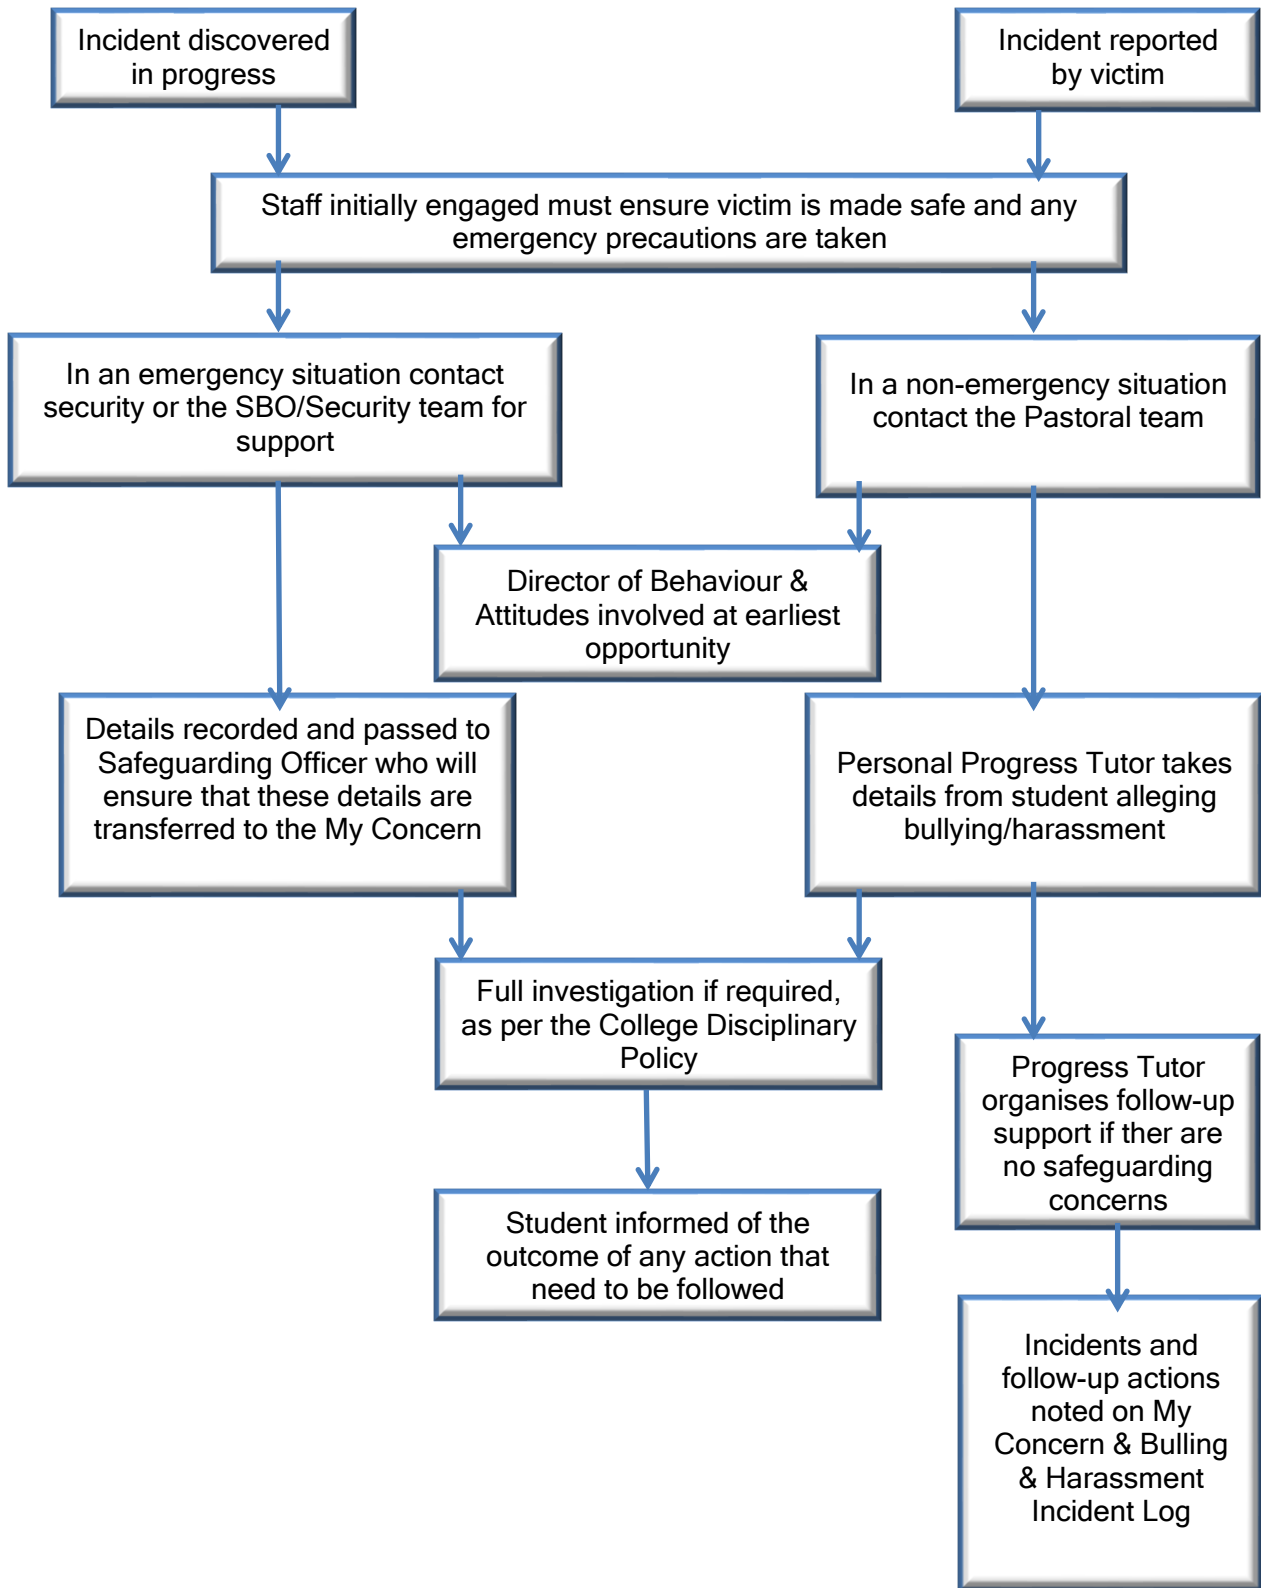 Incident discovered
in progress
Incident reported
by victim
Staff initially engaged must ensure victim is made safe and any
emergency precautions are taken
In an emergency situation contact
security or the SBO/Security team for
support
In a non-emergency situation
contact the Pastoral team
Director of Behaviour &
Attitudes involved at earliest
opportunity
Details recorded and passed to
Safeguarding Officer who will
ensure that these details are
transferred to the My Concern
Personal Progress Tutor takes
details from student alleging
bullying/harassment
Full investigation if required,
as per the College Disciplinary
Policy
Progress Tutor
organises follow-up
support if ther are
no safeguarding
concerns
Student informed of the
outcome of any action that
need to be followed
Incidents and
follow-up actions
noted on My
Concern & Bulling
& Harassment
Incident Log